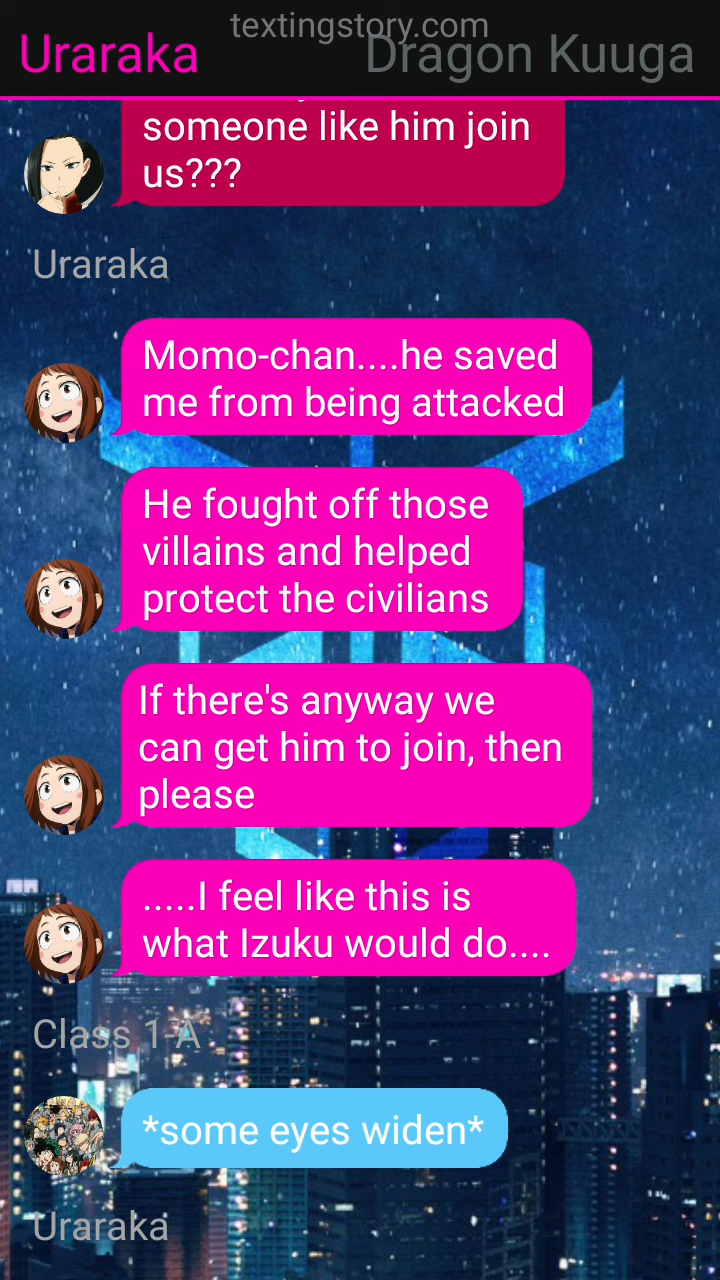 textingstory.com
Uraraka
Dragon Kuuga
someone like him join
us???
Uraraka
Momo-chan....he saved
me from being attacked
He fought off those
villains and helped
protect the civilians
If there's anyway we
can get him to join, then
please
.....I feel like this is
what Izuku would do....
Class 1-A
*some eyes widen*
Uraraka